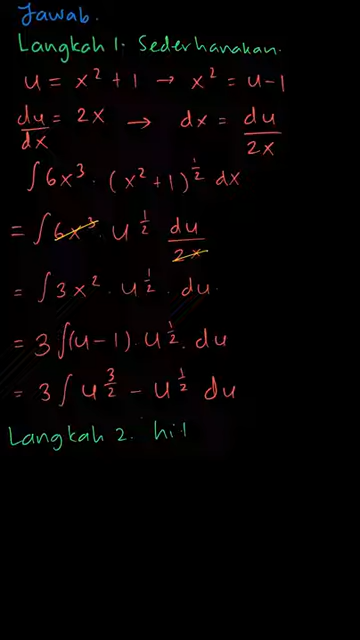 Jawab.
Langkah 1. Sederhanakan.
u = x² + 1 → x² = u - 1
du/dx = 2x → dx = du/2x
∫ 6x³ · (x² + 1)^½ dx
= ∫ 6x³ · u^½ du/2x
= ∫ 3x² · u^½ · du.
= 3 ∫ (u - 1) · u^½ · du
= 3 ∫ u^(3/2) - u^½ du
Langkah 2. hit